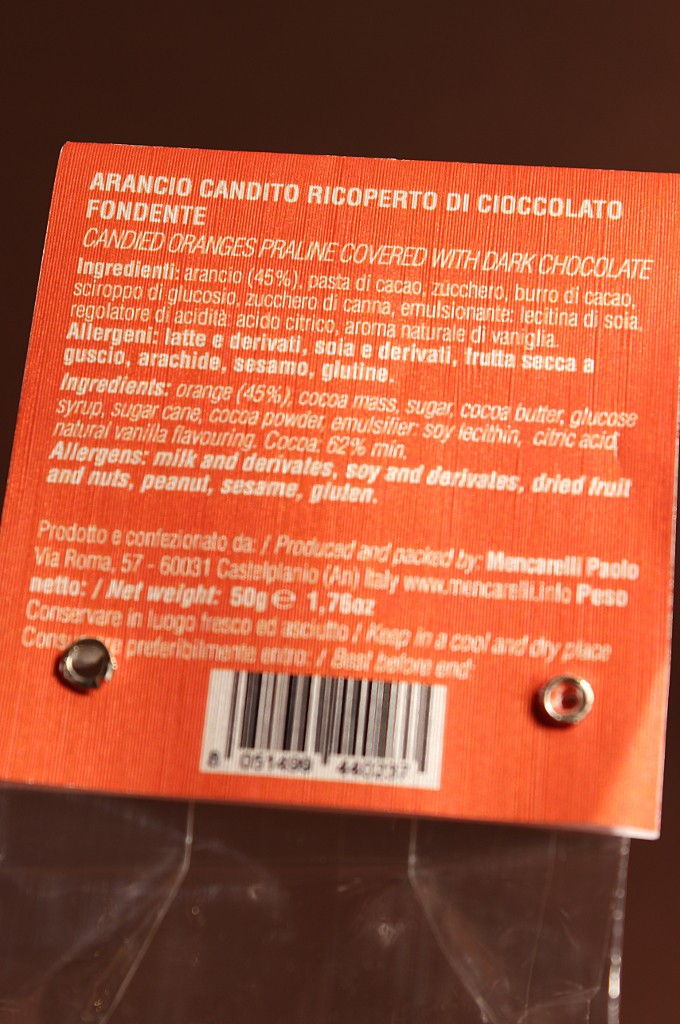 ARANCIO CANDITO RICOPERTO DI CIOCCOLATO
FONDENTE
CANDIED ORANGES PRALINE COVERED WITH DARK CHOCOLATE
Ingredienti: arancio (45%), pasta di cacao, zucchero, burro di cacao,
sciroppo di glucosio, zucchero di canna, emulsionante: lecitina di soia,
regolatore di acidità: acido citrico, aroma naturale di vaniglia.
Allergeni: latte e derivati, soia e derivati, frutta secca a
guscio, arachide, sesamo, glutine.
Ingredients: orange (45%), cocoa mass, sugar, cocoa butter, glucose
syrup, sugar cane, cocoa powder, emulsifier: soy lecithin, citric acid,
natural vanilla flavouring. Cocoa: 62% min.
Allergens: milk and derivates, soy and derivates, dried fruit
and nuts, peanut, sesame, gluten.
Prodotto e confezionato da: / Produced and packed by: Mencarelli Paolo
Via Roma, 57 - 60031 Castelplanio (An) Italy www.mencarelli.info Peso
netto: / Net weight: 50g e 1,76oz
Conservare in luogo fresco ed asciutto / Keep in a cool and dry place
preferibilmente entro: / Best before end:
8 051499 440237